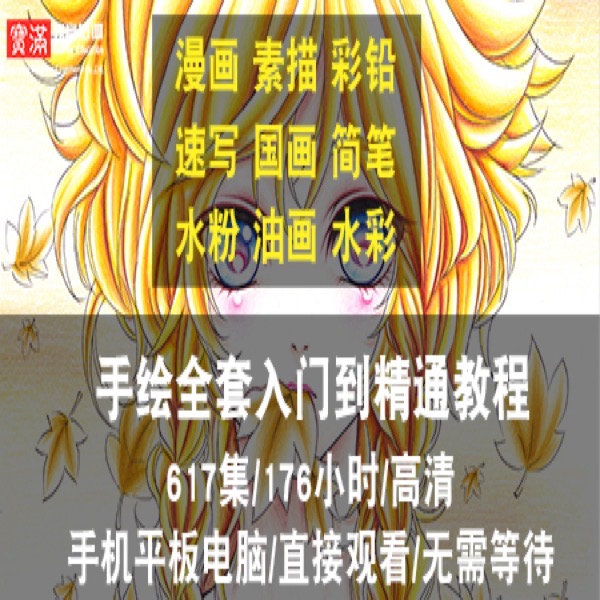 寶滿
漫画 素描 彩铅
速写 国画 简笔
水粉 油画 水彩
手绘全套入门到精通教程
617集/176小时/高清
手机平板电脑/直接观看/无需等待